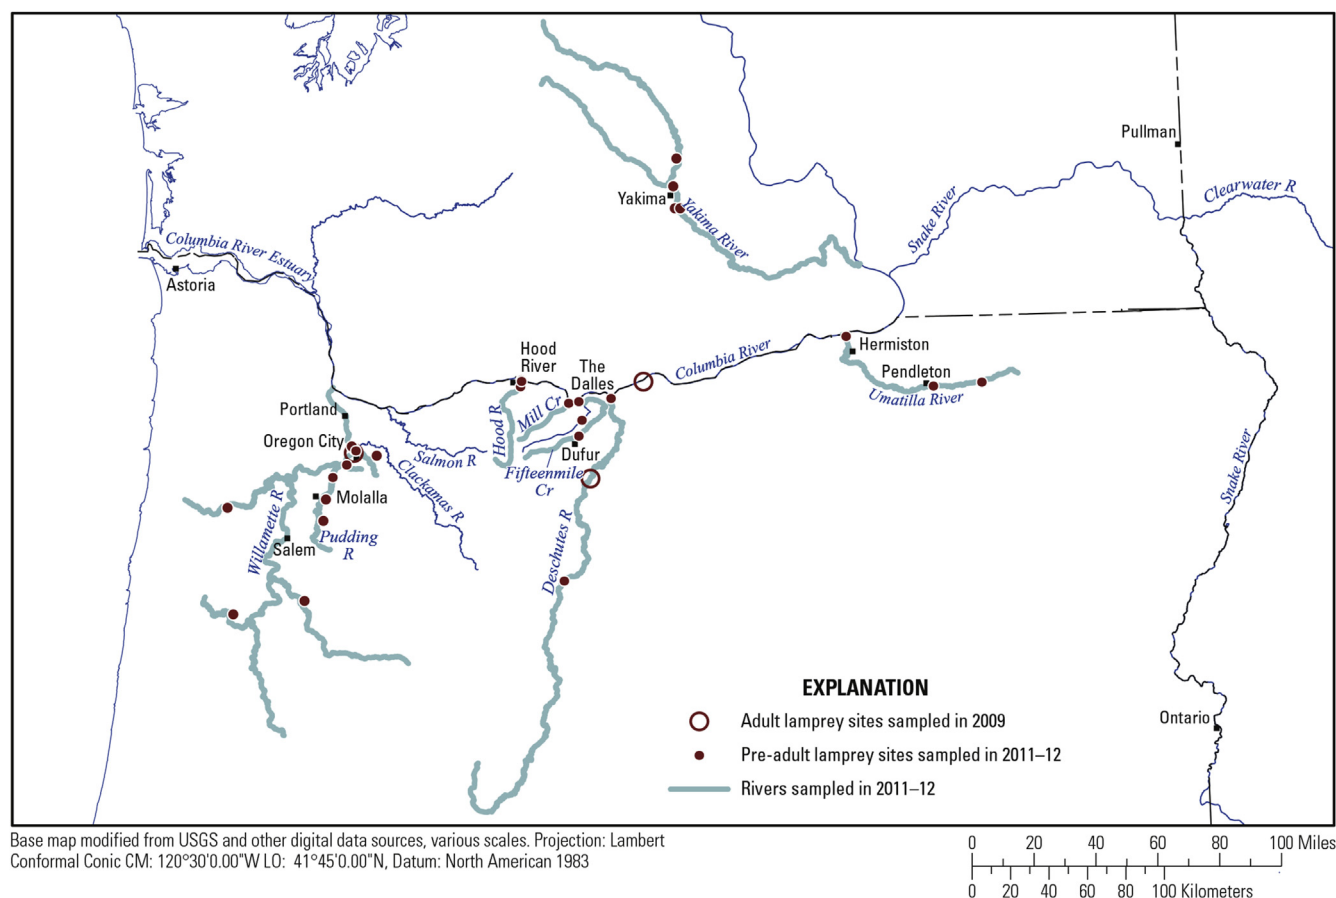 Pullman
Clearwater R
Snake River
Yakima
Yakima River
Columbia River Estuary
Astoria
Hood
River
The
Dalles
Columbia River
Hermiston
Pendleton
Umatilla River
Portland
Oregon City
Hood R
Mill Cr
Salmon R
Dufur
Fifteenmile
Cr
Clackamas R
Molalla
Willamette R
Pudding
R
Salem
Deschutes R
Snake River
Ontario
EXPLANATION
Adult lamprey sites sampled in 2009
Pre-adult lamprey sites sampled in 2011–12
Rivers sampled in 2011–12
Base map modified from USGS and other digital data sources, various scales. Projection: Lambert
Conformal Conic CM: 120°30'0.00"W LO: 41°45'0.00"N, Datum: North American 1983
0 20 40 60 80 100 Miles
0 20 40 60 80 100 Kilometers